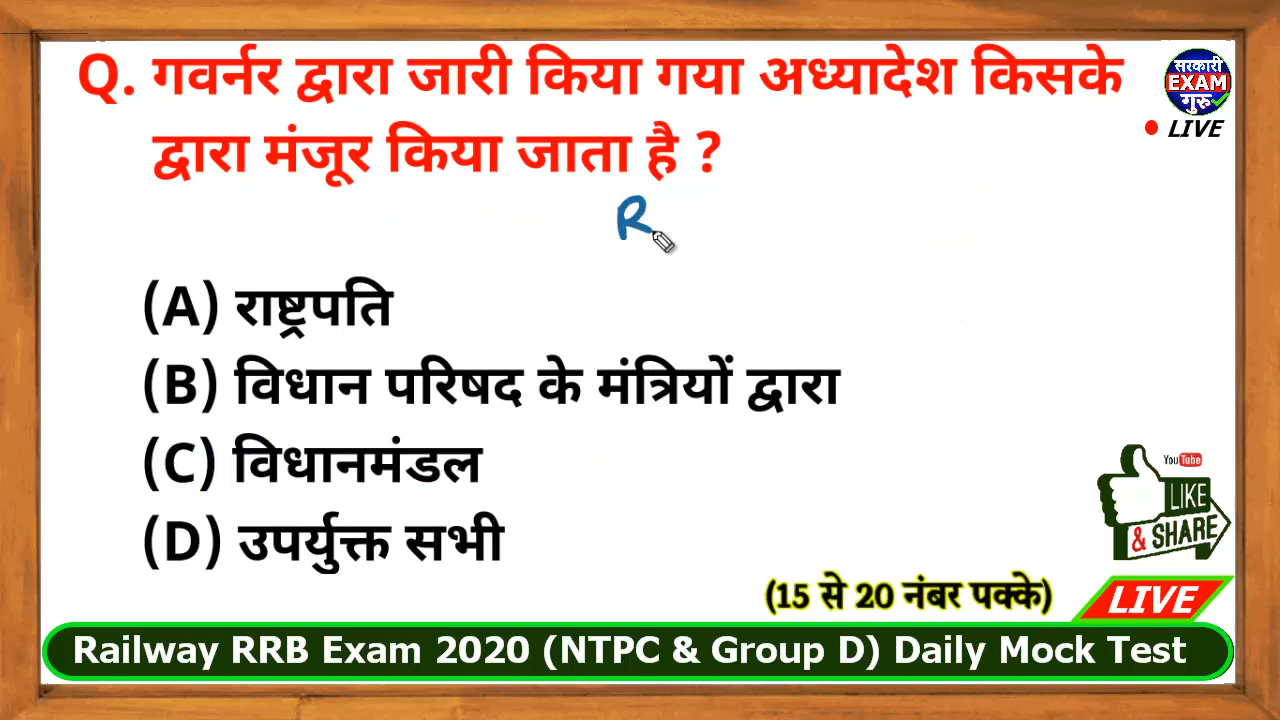 Q. गवर्नर द्वारा जारी किया गया अध्यादेश किसके
द्वारा मंजूर किया जाता है ?
सरकारी
EXAM
गुरु
LIVE
R
(A) राष्ट्रपति
(B) विधान परिषद के मंत्रियों द्वारा
(C) विधानमंडल
(D) उपर्युक्त सभी
YouTube
LIKE
& SHARE
(15 से 20 नंबर पक्के)
LIVE
Railway RRB Exam 2020 (NTPC & Group D) Daily Mock Test